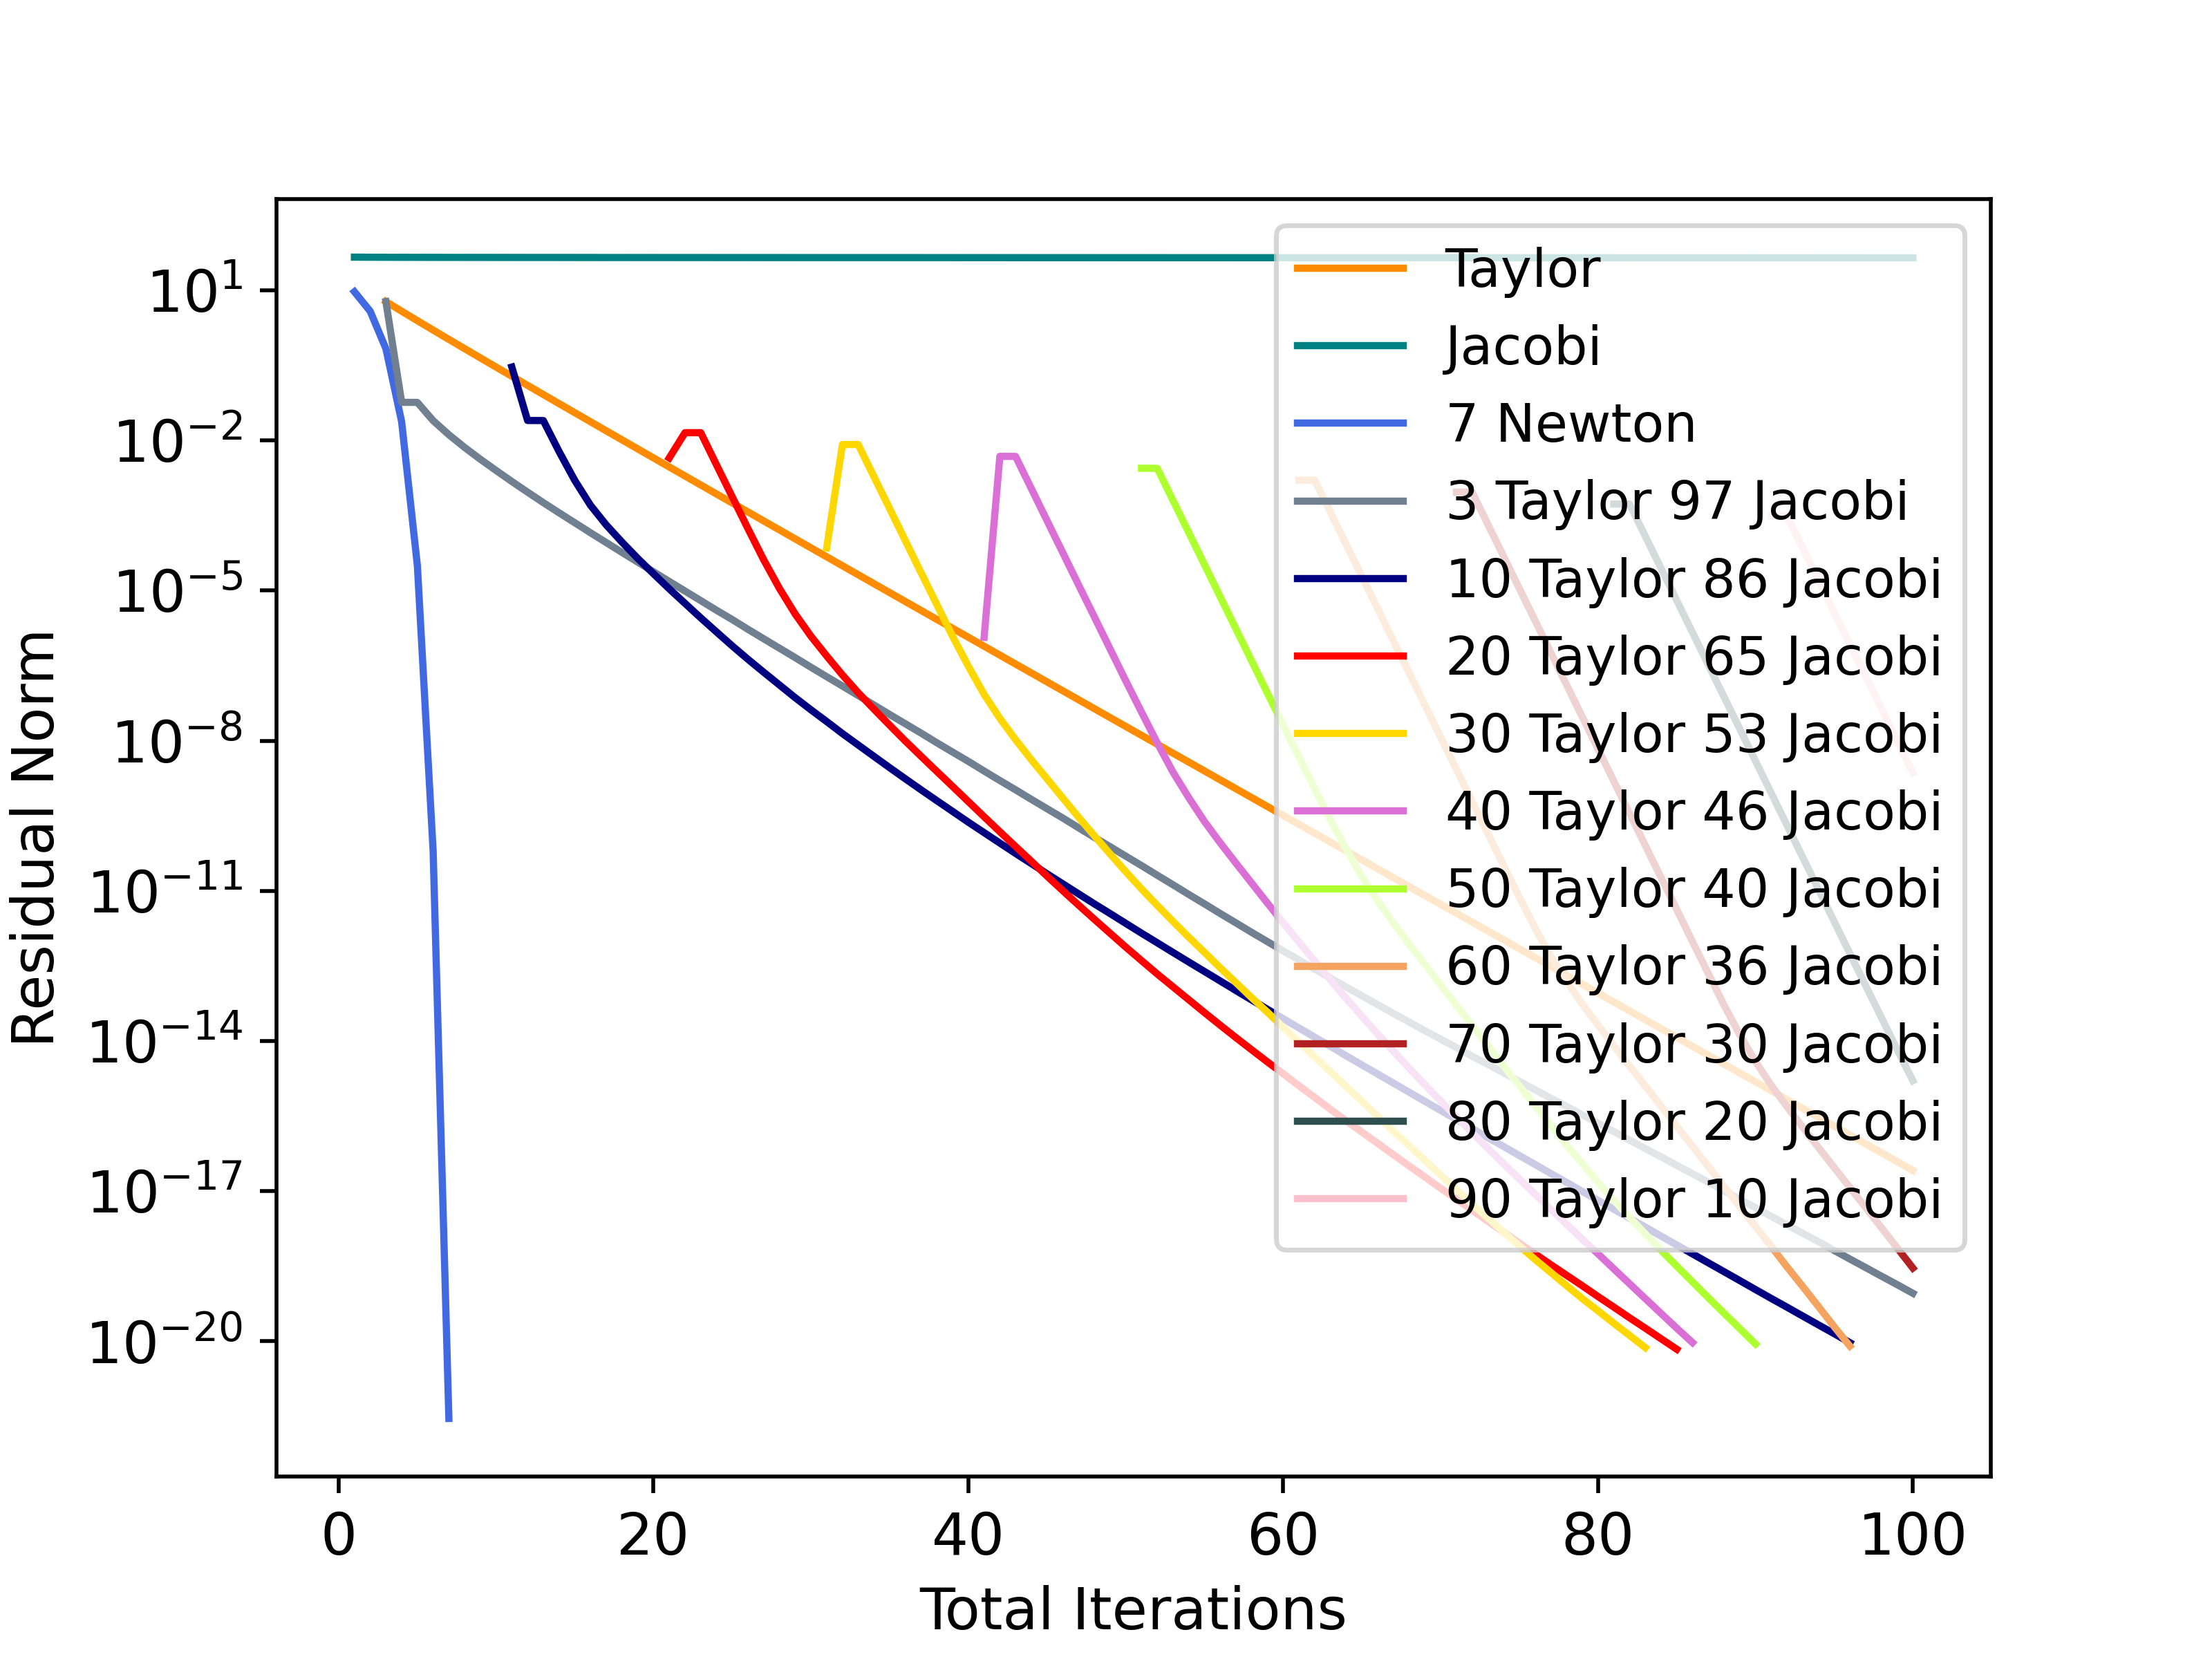 10^1
10^−2
10^−5
10^−8
10^−11
10^−14
10^−17
10^−20
Residual Norm
0 20 40 60 80 100
Total Iterations
Taylor
Jacobi
7 Newton
3 Taylor 97 Jacobi
10 Taylor 86 Jacobi
20 Taylor 65 Jacobi
30 Taylor 53 Jacobi
40 Taylor 46 Jacobi
50 Taylor 40 Jacobi
60 Taylor 36 Jacobi
70 Taylor 30 Jacobi
80 Taylor 20 Jacobi
90 Taylor 10 Jacobi